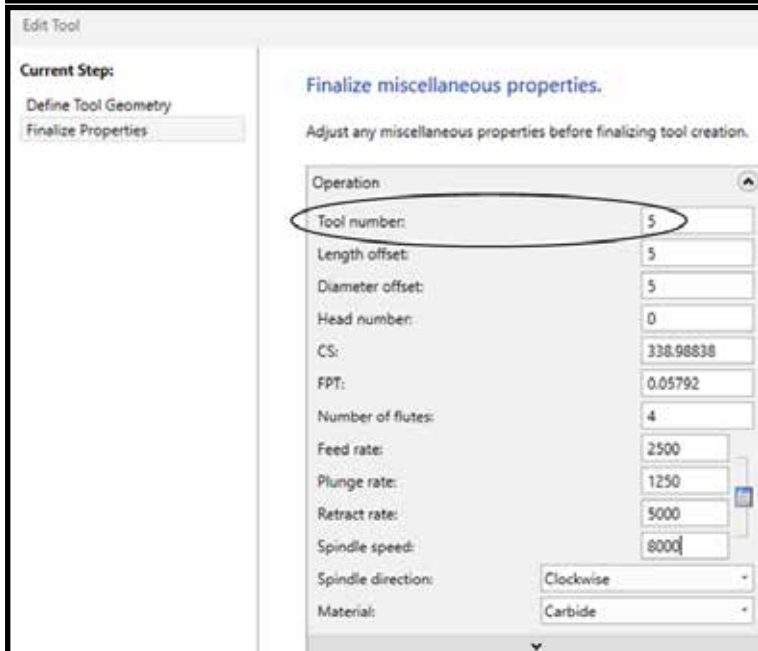 Edit Tool
Current Step:
Define Tool Geometry
Finalize Properties
Finalize miscellaneous properties.
Adjust any miscellaneous properties before finalizing tool creation.
Operation
Tool number: 5
Length offset: 5
Diameter offset: 5
Head number: 0
CS: 338.98838
FPT: 0.05792
Number of flutes: 4
Feed rate: 2500
Plunge rate: 1250
Retract rate: 5000
Spindle speed: 8000
Spindle direction: Clockwise
Material: Carbide